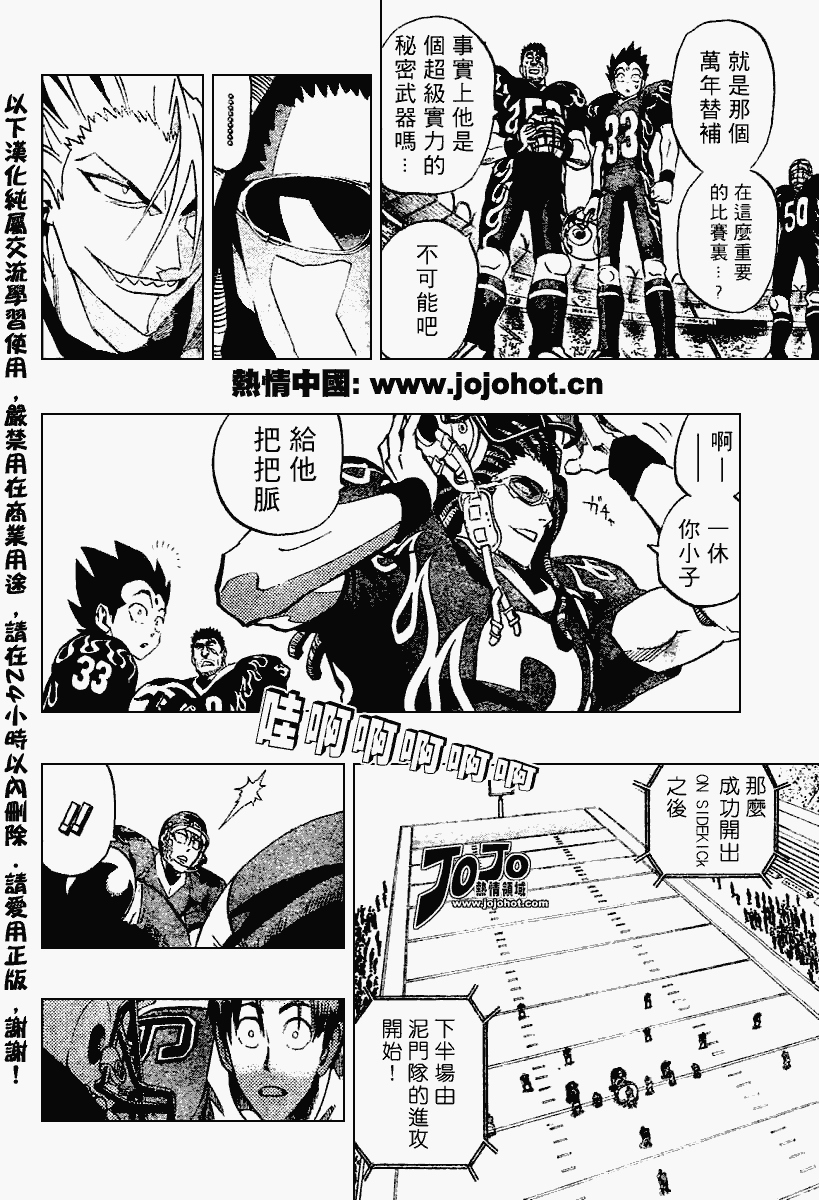 就是那個
萬年替補
在這麼重要
的比賽裏…?
事實上他是
個超級實力的
秘密武器嗎…
不可能吧
50
33
………
熱情中國: www.jojohot.cn
啊——
一休
你小子
ガチャ
給他
把把脈
33
哇啊啊啊啊啊
那麼
成功開出
ON SIDEKICK
之後
JOJO
熱情領域
www.jojohot.com
下半場由
泥門隊的進攻
開始!
!!
以下漢化純屬交流學習使用,嚴禁用在商業用途,請在24小時以內刪除.請愛用正版,謝謝!